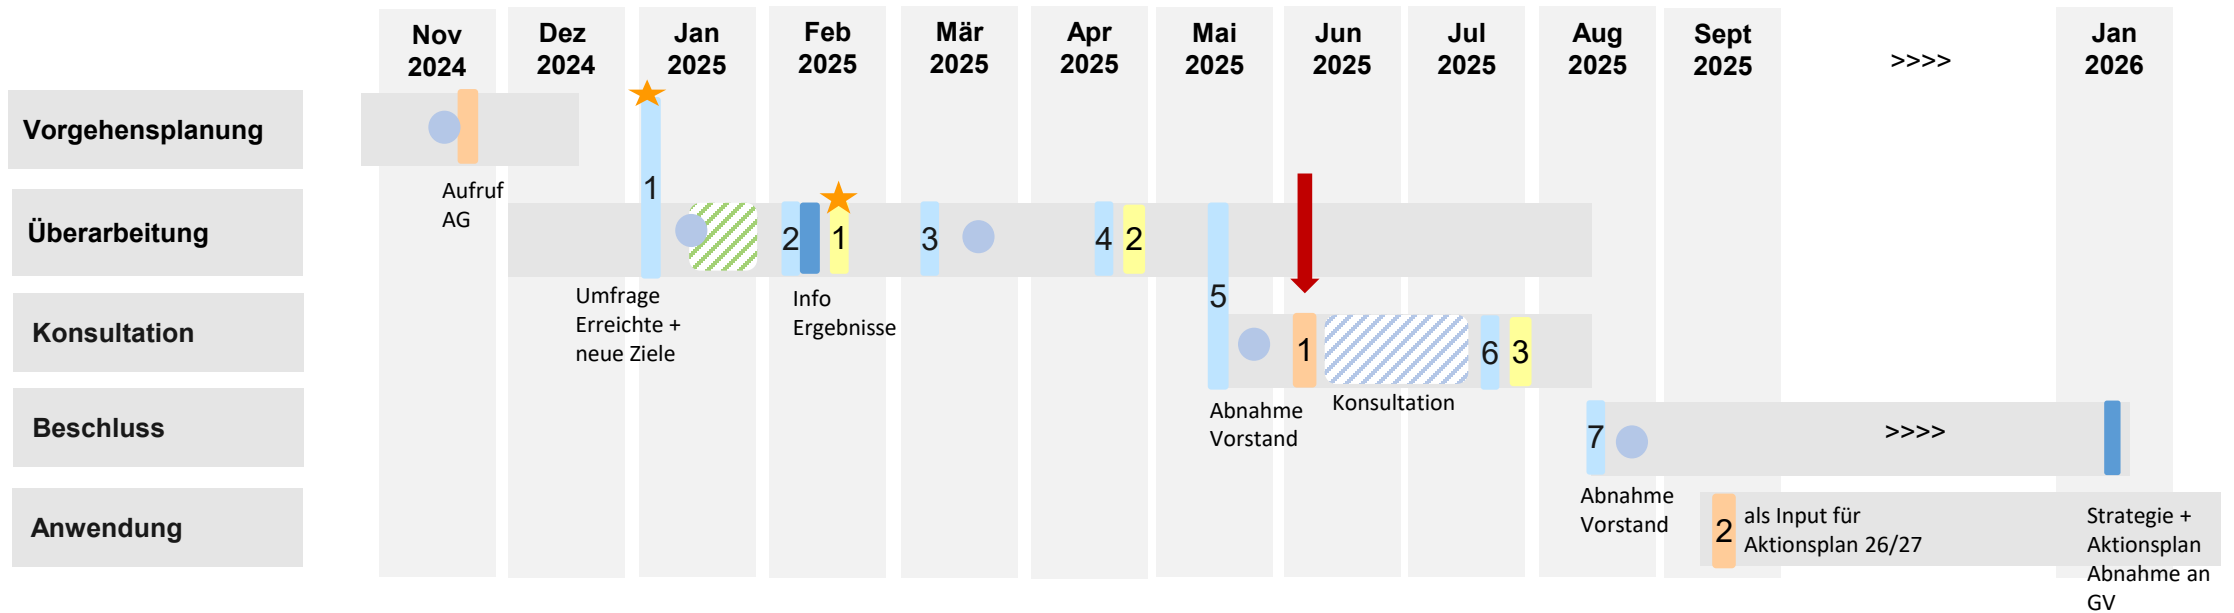 Nov
2024
Dez
2024
Jan
2025
Feb
2025
Mär
2025
Apr
2025
Mai
2025
Jun
2025
Jul
2025
Aug
2025
Sept
2025
>>>>
Jan
2026
Vorgehensplanung
Aufruf
AG
1
Überarbeitung
2
1
3
4
2
5
Umfrage
Erreichte +
neue Ziele
Info
Ergebnisse
Konsultation
1
6
3
Abnahme
Vorstand
Konsultation
Beschluss
7
>>>>
Abnahme
Vorstand
Anwendung
2
als Input für
Aktionsplan 26/27
Strategie +
Aktionsplan
Abnahme an
GV